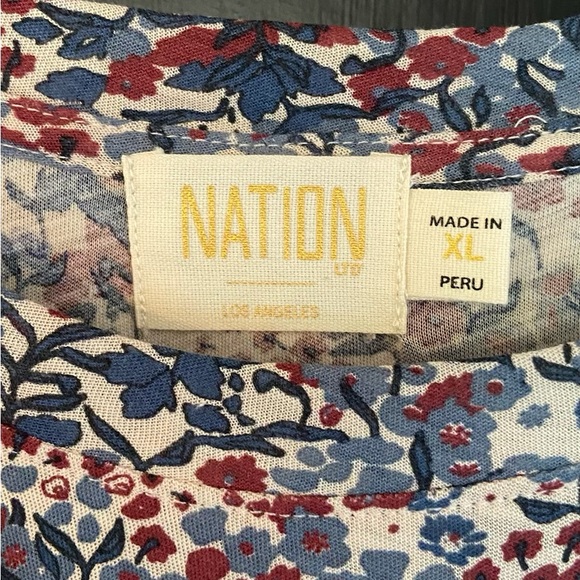 NATION
LTD
LOS ANGELES
MADE IN
XL
PERU